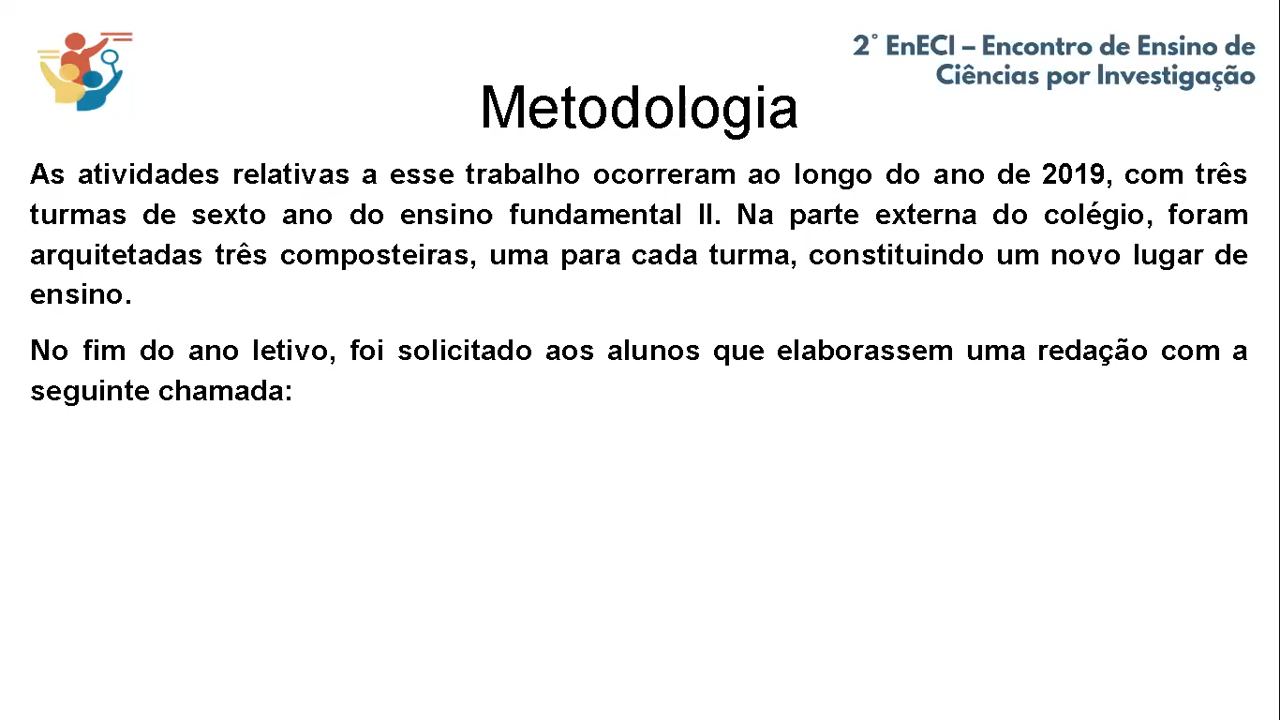 2° EnECI – Encontro de Ensino de
Ciências por Investigação
Metodologia
As atividades relativas a esse trabalho ocorreram ao longo do ano de 2019, com três
turmas de sexto ano do ensino fundamental II. Na parte externa do colégio, foram
arquitetadas três composteiras, uma para cada turma, constituindo um novo lugar de
ensino.
No fim do ano letivo, foi solicitado aos alunos que elaborassem uma redação com a
seguinte chamada: